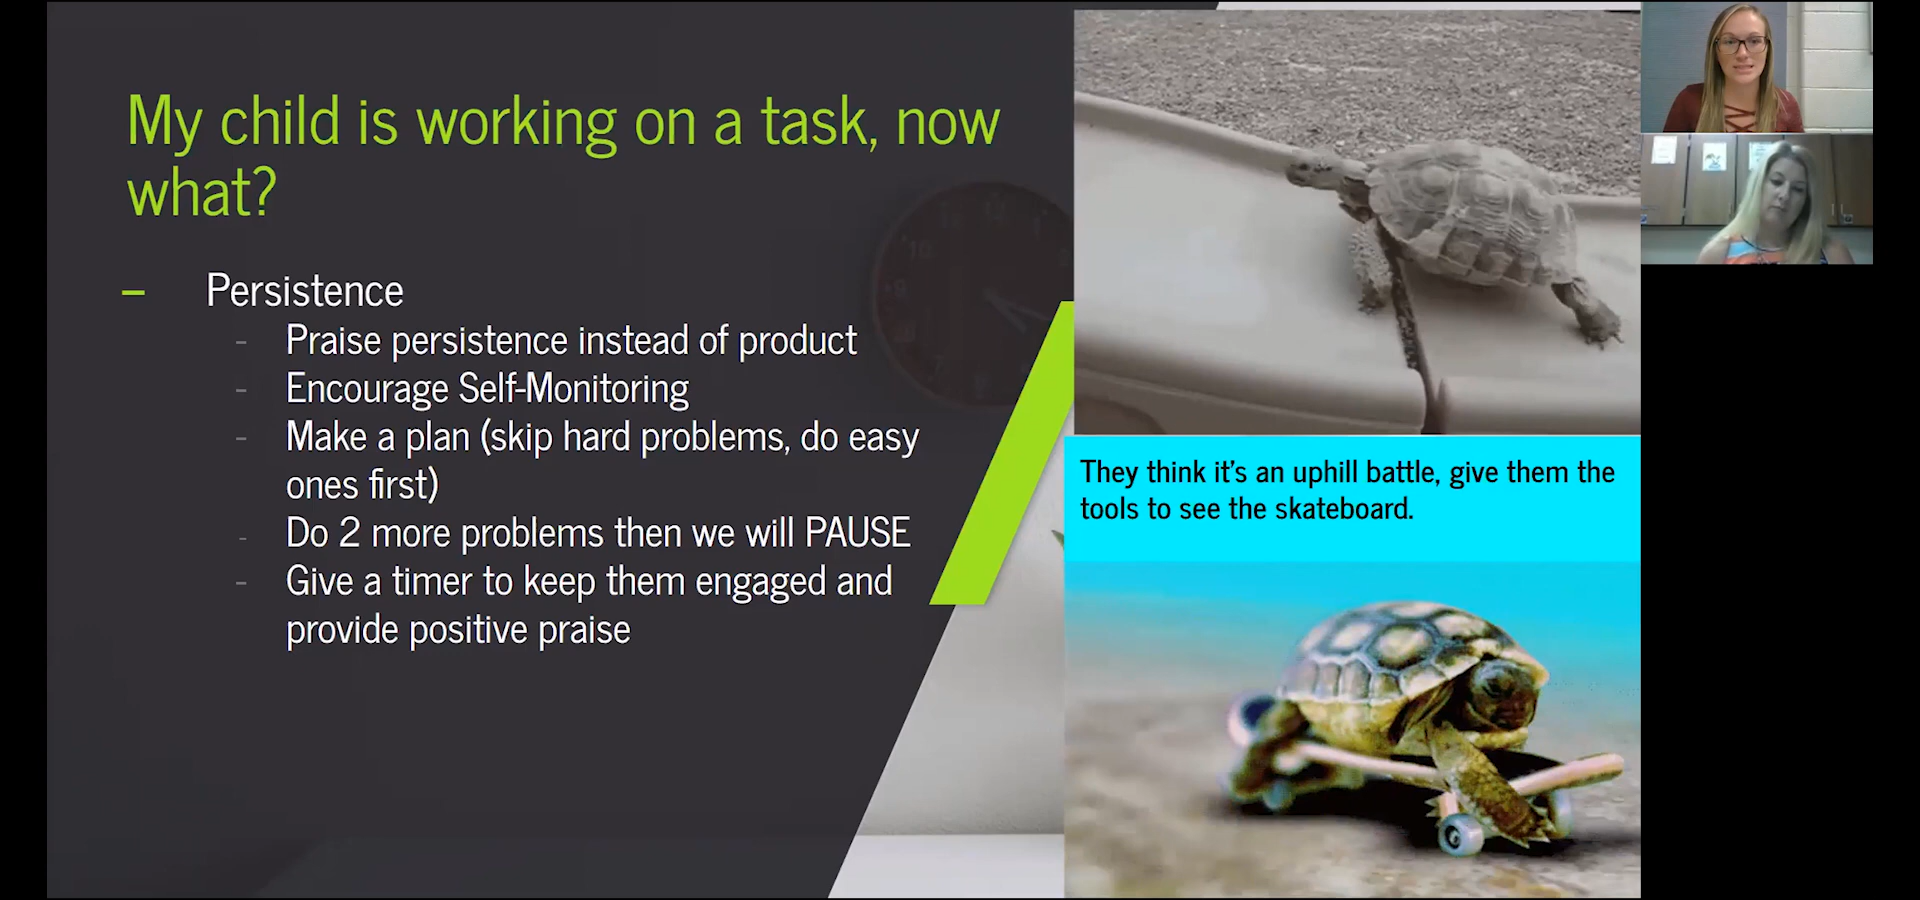 My child is working on a task, now
what?
– Persistence
- Praise persistence instead of product
- Encourage Self-Monitoring
- Make a plan (skip hard problems, do easy
ones first)
- Do 2 more problems then we will PAUSE
- Give a timer to keep them engaged and
provide positive praise
They think it's an uphill battle, give them the
tools to see the skateboard.